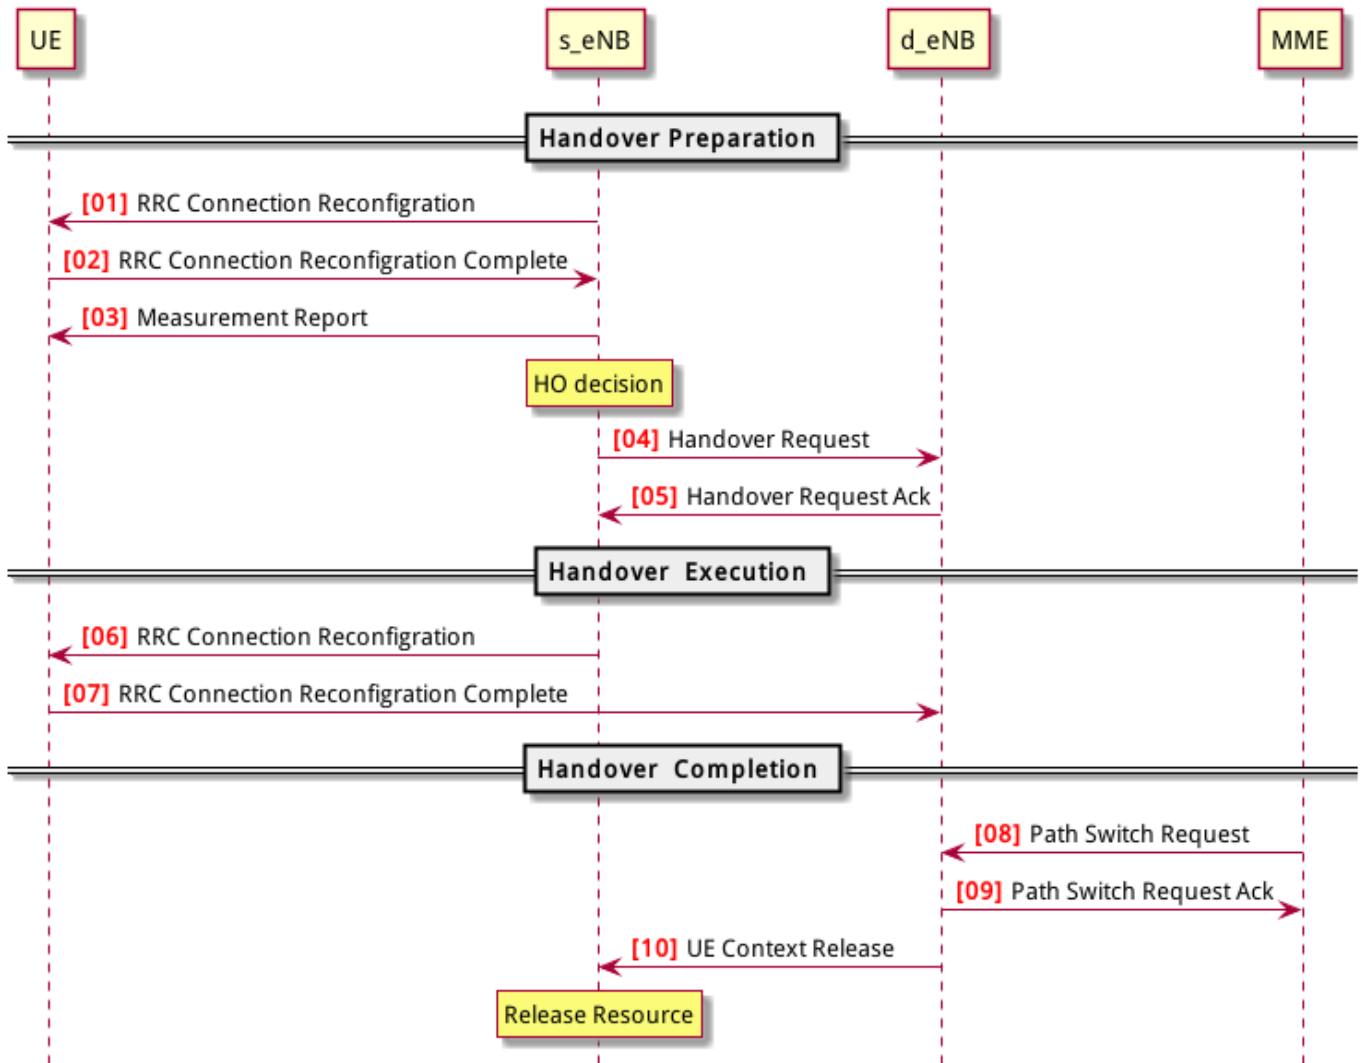 UE
s_eNB
d_eNB
MME
Handover Preparation
[01] RRC Connection Reconfigration
[02] RRC Connection Reconfigration Complete
[03] Measurement Report
HO decision
[04] Handover Request
[05] Handover Request Ack
Handover Execution
[06] RRC Connection Reconfigration
[07] RRC Connection Reconfigration Complete
Handover Completion
[08] Path Switch Request
[09] Path Switch Request Ack
[10] UE Context Release
Release Resource